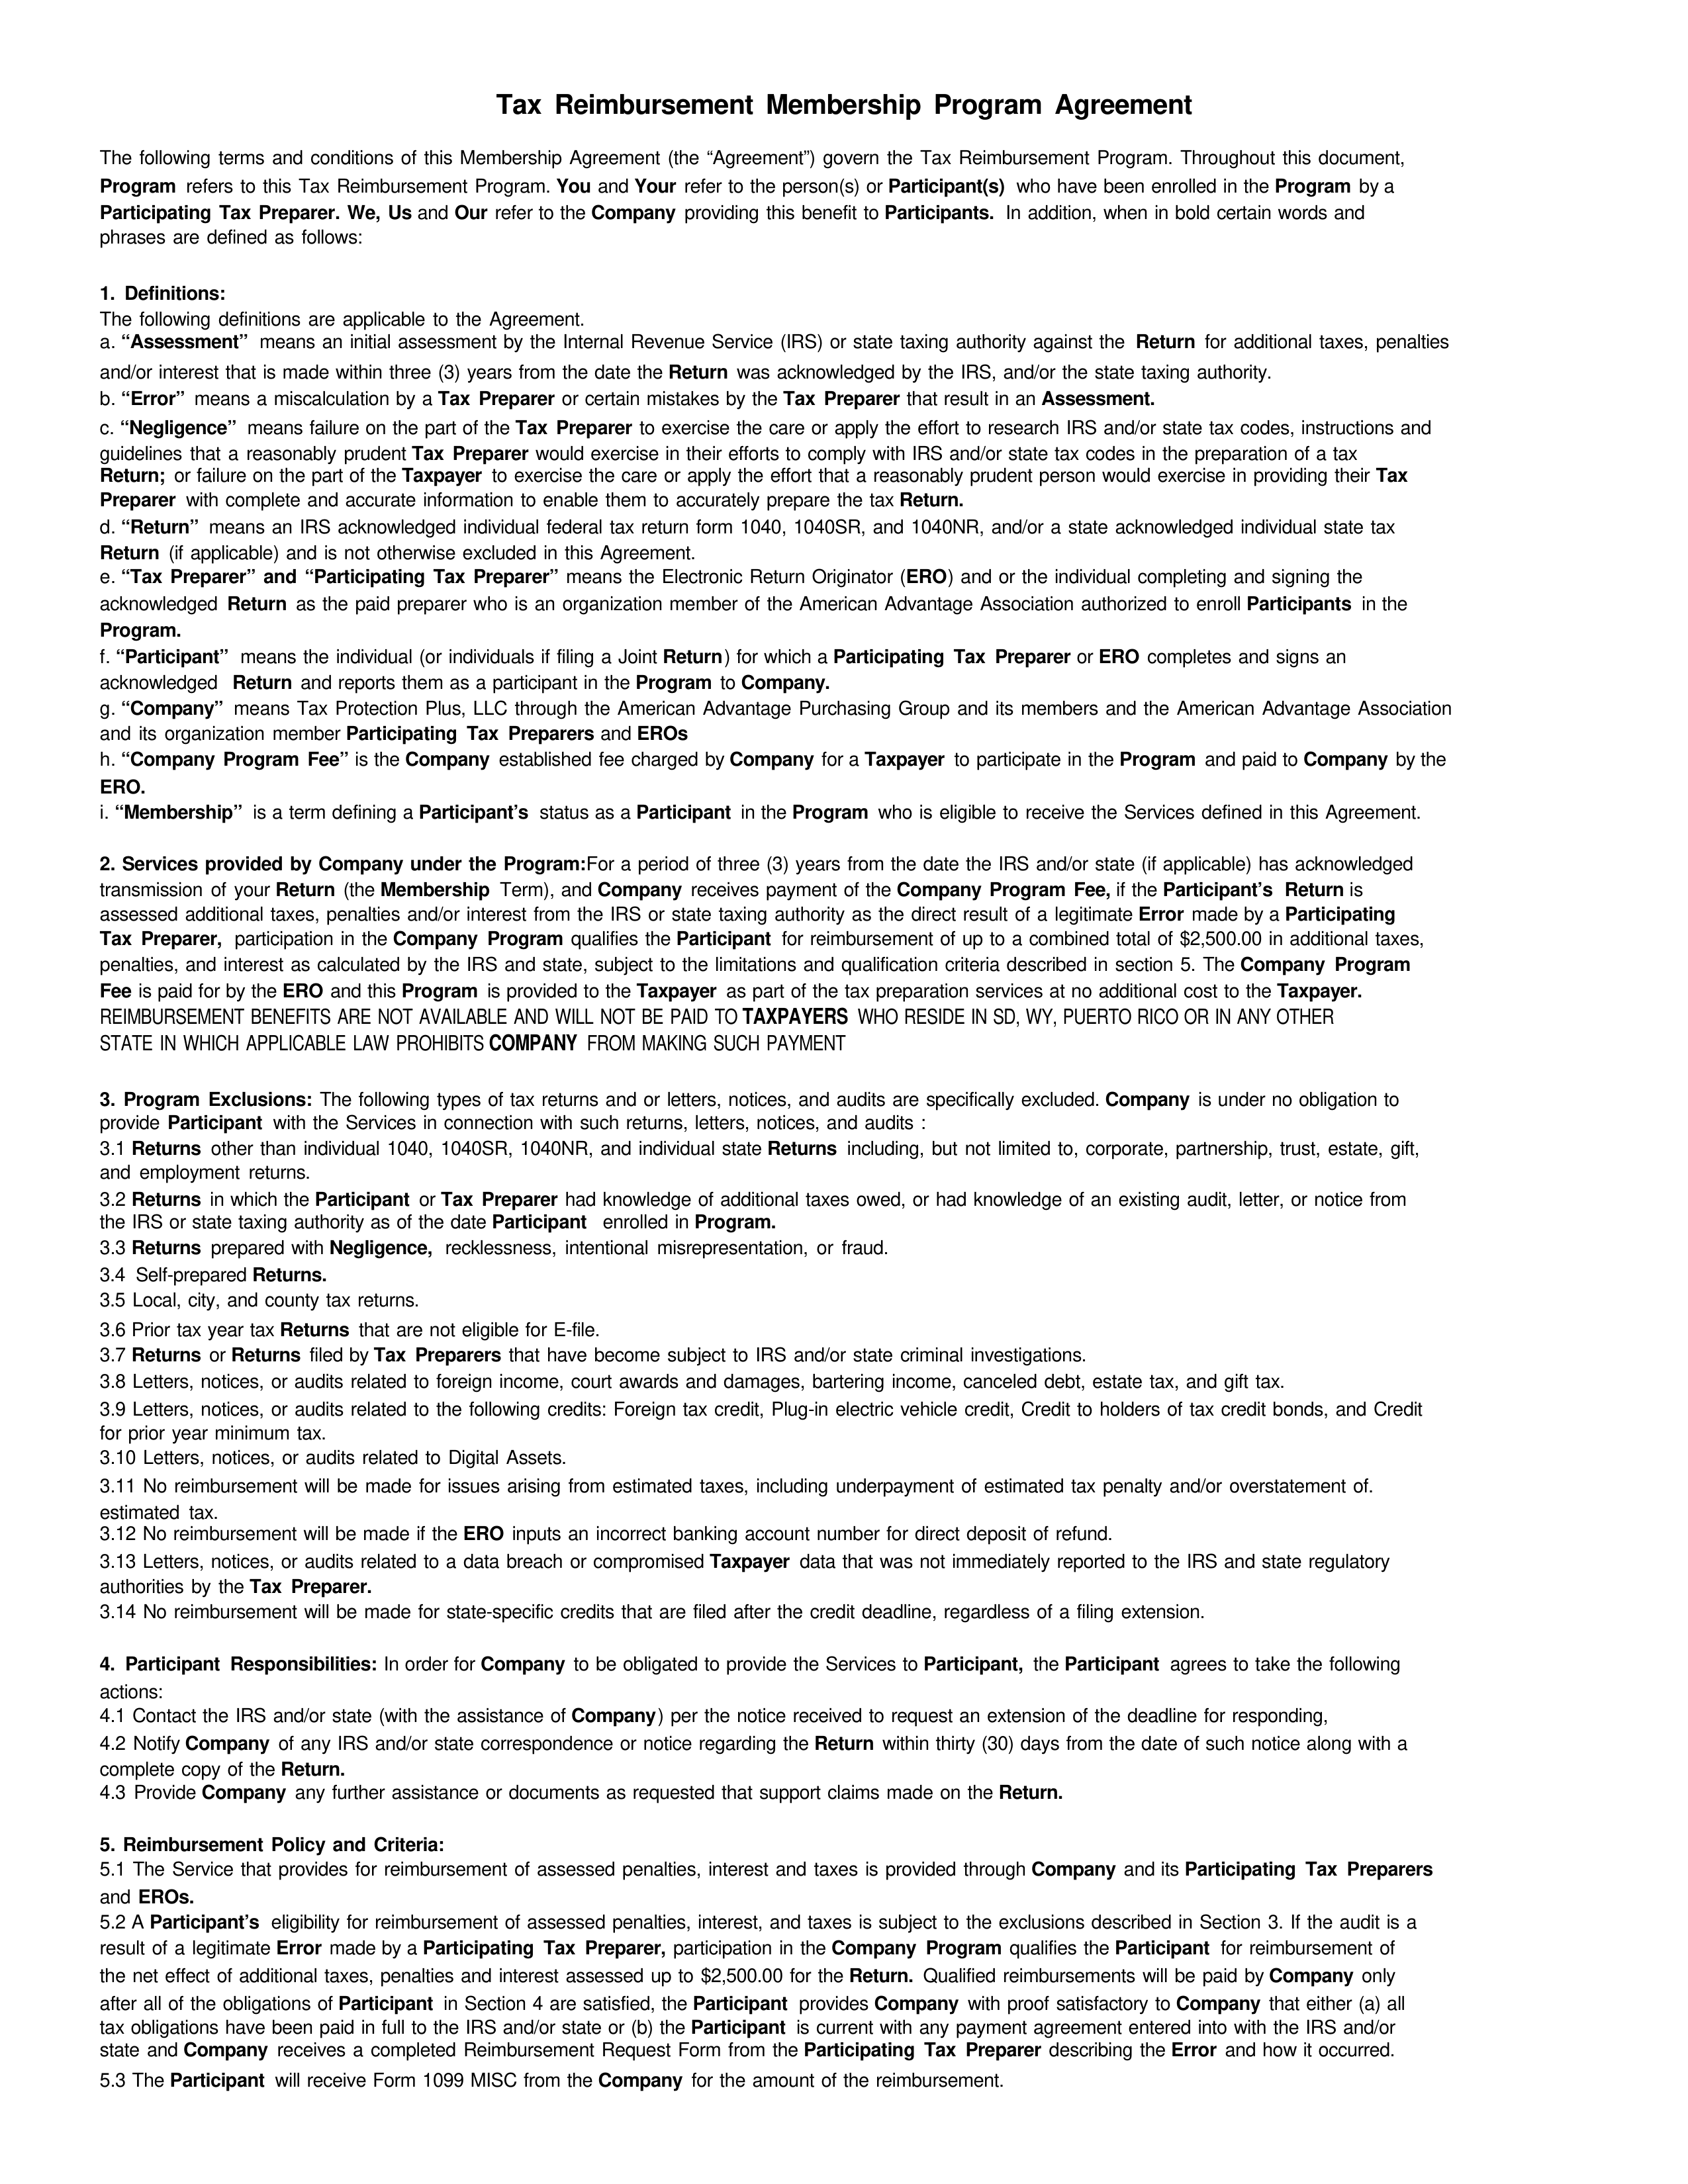 Tax Reimbursement Membership Program Agreement
The following terms and conditions of this Membership Agreement (the “Agreement”) govern the Tax Reimbursement Program. Throughout this document,
Program refers to this Tax Reimbursement Program. You and Your refer to the person(s) or Participant(s) who have been enrolled in the Program by a
Participating Tax Preparer. We, Us and Our refer to the Company providing this benefit to Participants. In addition, when in bold certain words and
phrases are defined as follows:
1. Definitions:
The following definitions are applicable to the Agreement.
a. “Assessment” means an initial assessment by the Internal Revenue Service (IRS) or state taxing authority against the Return for additional taxes, penalties
and/or interest that is made within three (3) years from the date the Return was acknowledged by the IRS, and/or the state taxing authority.
b. “Error” means a miscalculation by a Tax Preparer or certain mistakes by the Tax Preparer that result in an Assessment.
c. “Negligence” means failure on the part of the Tax Preparer to exercise the care or apply the effort to research IRS and/or state tax codes, instructions and
guidelines that a reasonably prudent Tax Preparer would exercise in their efforts to comply with IRS and/or state tax codes in the preparation of a tax
Return; or failure on the part of the Taxpayer to exercise the care or apply the effort that a reasonably prudent person would exercise in providing their Tax
Preparer with complete and accurate information to enable them to accurately prepare the tax Return.
d. “Return” means an IRS acknowledged individual federal tax return form 1040, 1040SR, and 1040NR, and/or a state acknowledged individual state tax
Return (if applicable) and is not otherwise excluded in this Agreement.
e. “Tax Preparer” and “Participating Tax Preparer” means the Electronic Return Originator (ERO) and or the individual completing and signing the
acknowledged Return as the paid preparer who is an organization member of the American Advantage Association authorized to enroll Participants in the
Program.
f. “Participant” means the individual (or individuals if filing a Joint Return) for which a Participating Tax Preparer or ERO completes and signs an
acknowledged Return and reports them as a participant in the Program to Company.
g. “Company” means Tax Protection Plus, LLC through the American Advantage Purchasing Group and its members and the American Advantage Association
and its organization member Participating Tax Preparers and EROs
h. “Company Program Fee” is the Company established fee charged by Company for a Taxpayer to participate in the Program and paid to Company by the
ERO.
i. “Membership” is a term defining a Participant’s status as a Participant in the Program who is eligible to receive the Services defined in this Agreement.
2. Services provided by Company under the Program:For a period of three (3) years from the date the IRS and/or state (if applicable) has acknowledged
transmission of your Return (the Membership Term), and Company receives payment of the Company Program Fee, if the Participant’s Return is
assessed additional taxes, penalties and/or interest from the IRS or state taxing authority as the direct result of a legitimate Error made by a Participating
Tax Preparer, participation in the Company Program qualifies the Participant for reimbursement of up to a combined total of $2,500.00 in additional taxes,
penalties, and interest as calculated by the IRS and state, subject to the limitations and qualification criteria described in section 5. The Company Program
Fee is paid for by the ERO and this Program is provided to the Taxpayer as part of the tax preparation services at no additional cost to the Taxpayer.
REIMBURSEMENT BENEFITS ARE NOT AVAILABLE AND WILL NOT BE PAID TO TAXPAYERS WHO RESIDE IN SD, WY, PUERTO RICO OR IN ANY OTHER
STATE IN WHICH APPLICABLE LAW PROHIBITS COMPANY FROM MAKING SUCH PAYMENT
3. Program Exclusions: The following types of tax returns and or letters, notices, and audits are specifically excluded. Company is under no obligation to
provide Participant with the Services in connection with such returns, letters, notices, and audits :
3.1 Returns other than individual 1040, 1040SR, 1040NR, and individual state Returns including, but not limited to, corporate, partnership, trust, estate, gift,
and employment returns.
3.2 Returns in which the Participant or Tax Preparer had knowledge of additional taxes owed, or had knowledge of an existing audit, letter, or notice from
the IRS or state taxing authority as of the date Participant enrolled in Program.
3.3 Returns prepared with Negligence, recklessness, intentional misrepresentation, or fraud.
3.4 Self-prepared Returns.
3.5 Local, city, and county tax returns.
3.6 Prior tax year tax Returns that are not eligible for E-file.
3.7 Returns or Returns filed by Tax Preparers that have become subject to IRS and/or state criminal investigations.
3.8 Letters, notices, or audits related to foreign income, court awards and damages, bartering income, canceled debt, estate tax, and gift tax.
3.9 Letters, notices, or audits related to the following credits: Foreign tax credit, Plug-in electric vehicle credit, Credit to holders of tax credit bonds, and Credit
for prior year minimum tax.
3.10 Letters, notices, or audits related to Digital Assets.
3.11 No reimbursement will be made for issues arising from estimated taxes, including underpayment of estimated tax penalty and/or overstatement of.
estimated tax.
3.12 No reimbursement will be made if the ERO inputs an incorrect banking account number for direct deposit of refund.
3.13 Letters, notices, or audits related to a data breach or compromised Taxpayer data that was not immediately reported to the IRS and state regulatory
authorities by the Tax Preparer.
3.14 No reimbursement will be made for state-specific credits that are filed after the credit deadline, regardless of a filing extension.
4. Participant Responsibilities: In order for Company to be obligated to provide the Services to Participant, the Participant agrees to take the following
actions:
4.1 Contact the IRS and/or state (with the assistance of Company) per the notice received to request an extension of the deadline for responding,
4.2 Notify Company of any IRS and/or state correspondence or notice regarding the Return within thirty (30) days from the date of such notice along with a
complete copy of the Return.
4.3 Provide Company any further assistance or documents as requested that support claims made on the Return.
5. Reimbursement Policy and Criteria:
5.1 The Service that provides for reimbursement of assessed penalties, interest and taxes is provided through Company and its Participating Tax Preparers
and EROs.
5.2 A Participant’s eligibility for reimbursement of assessed penalties, interest, and taxes is subject to the exclusions described in Section 3. If the audit is a
result of a legitimate Error made by a Participating Tax Preparer, participation in the Company Program qualifies the Participant for reimbursement of
the net effect of additional taxes, penalties and interest assessed up to $2,500.00 for the Return. Qualified reimbursements will be paid by Company only
after all of the obligations of Participant in Section 4 are satisfied, the Participant provides Company with proof satisfactory to Company that either (a) all
tax obligations have been paid in full to the IRS and/or state or (b) the Participant is current with any payment agreement entered into with the IRS and/or
state and Company receives a completed Reimbursement Request Form from the Participating Tax Preparer describing the Error and how it occurred.
5.3 The Participant will receive Form 1099 MISC from the Company for the amount of the reimbursement.